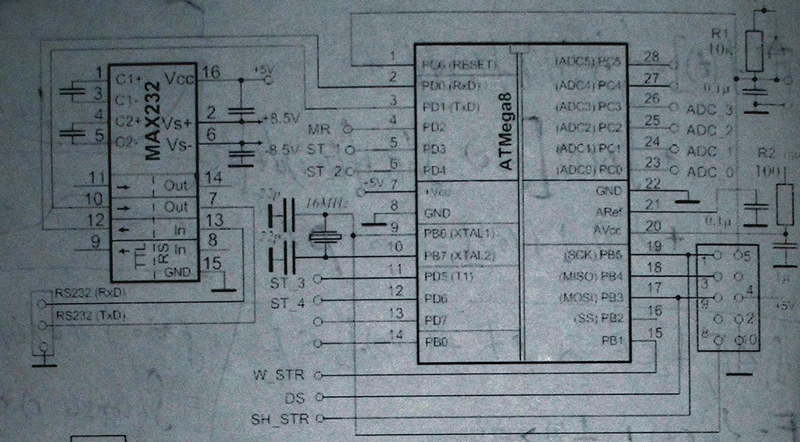 MAX232
1 C1+
3 C1-
4 C2+
5 C2-
Vcc 16
Vs+ 2
Vs- 6
+5V
+8.5V
-8.5V
11 Out 14
10 Out 7
12 In 13
9 In 8
TTL
RS
GND 15
RS232 (RxD)
RS232 (TxD)
ATMega8
1 PC6 (RESET)
2 PD0 (RxD)
3 PD1 (TxD)
MR 4 PD2
ST_1 5 PD3
ST_2 6 PD4
+5V 7 +Vcc
8 GND
16MHz
9 PB6 (XTAL1)
10 PB7 (XTAL2)
ST_3 11 PD5 (T1)
ST_4 12 PD6
13 PD7
14 PB0
(ADC5) PC5 28
(ADC4) PC4 27
(ADC3) PC3 26 ADC_3
(ADC2) PC2 25 ADC_2
(ADC1) PC1 24 ADC_1
(ADC0) PC0 23 ADC_0
GND 22
ARef 21
AVcc 20
(SCK) PB5 19
(MISO) PB4 18
(MOSI) PB3 17
(SS) PB2 16
PB1 15
W_STR
DS
SH_STR
R1
0.1µ
R2
100
0.1µ
1 5
3
9 4
2
8 10
+5V